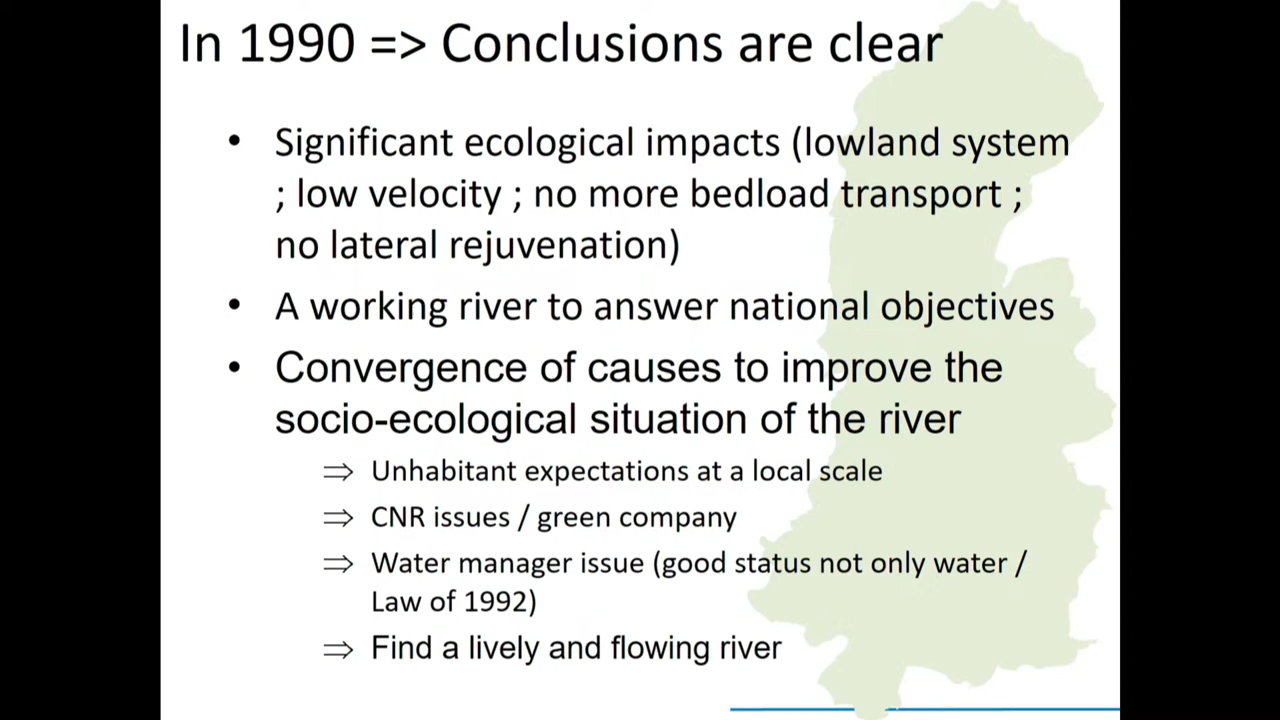 In 1990 => Conclusions are clear
• Significant ecological impacts (lowland system
; low velocity ; no more bedload transport ;
no lateral rejuvenation)
• A working river to answer national objectives
• Convergence of causes to improve the
socio-ecological situation of the river
⇒ Unhabitant expectations at a local scale
⇒ CNR issues / green company
⇒ Water manager issue (good status not only water /
Law of 1992)
⇒ Find a lively and flowing river